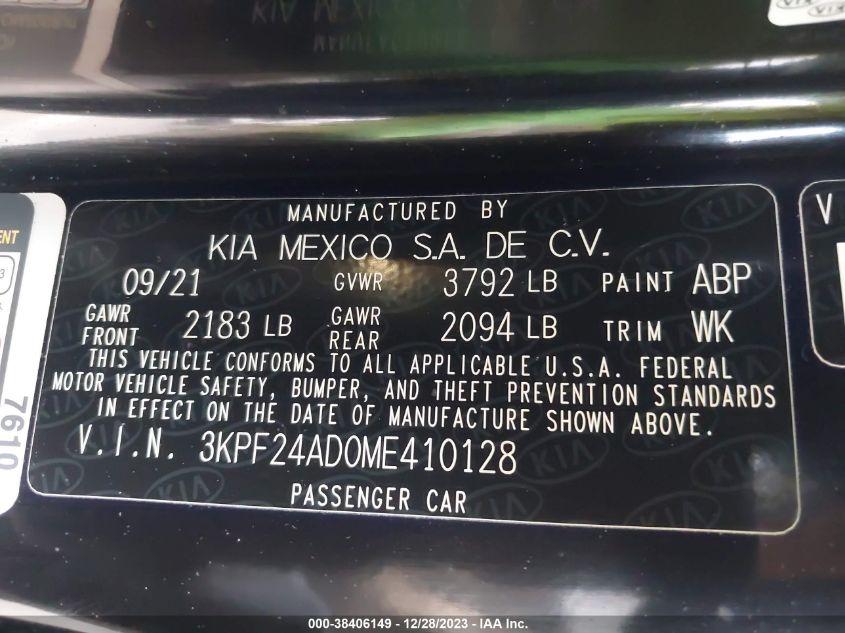 MANUFACTURED BY
KIA MEXICO S.A. DE C.V.
09/21 GVWR 3792 LB PAINT ABP
GAWR FRONT 2183 LB GAWR REAR 2094 LB TRIM WK
THIS VEHICLE CONFORMS TO ALL APPLICABLE U.S.A. FEDERAL
MOTOR VEHICLE SAFETY, BUMPER, AND THEFT PREVENTION STANDARDS
IN EFFECT ON THE DATE OF MANUFACTURE SHOWN ABOVE.
V.I.N. 3KPF24AD0ME410128
PASSENGER CAR
7610
000-38406149 - 12/28/2023 - IAA Inc.